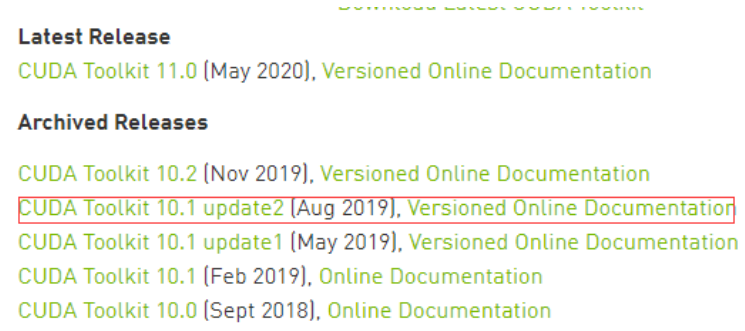 Latest Release
CUDA Toolkit 11.0 (May 2020), Versioned Online Documentation
Archived Releases
CUDA Toolkit 10.2 (Nov 2019), Versioned Online Documentation
CUDA Toolkit 10.1 update2 (Aug 2019), Versioned Online Documentation
CUDA Toolkit 10.1 update1 (May 2019), Versioned Online Documentation
CUDA Toolkit 10.1 (Feb 2019), Online Documentation
CUDA Toolkit 10.0 (Sept 2018), Online Documentation